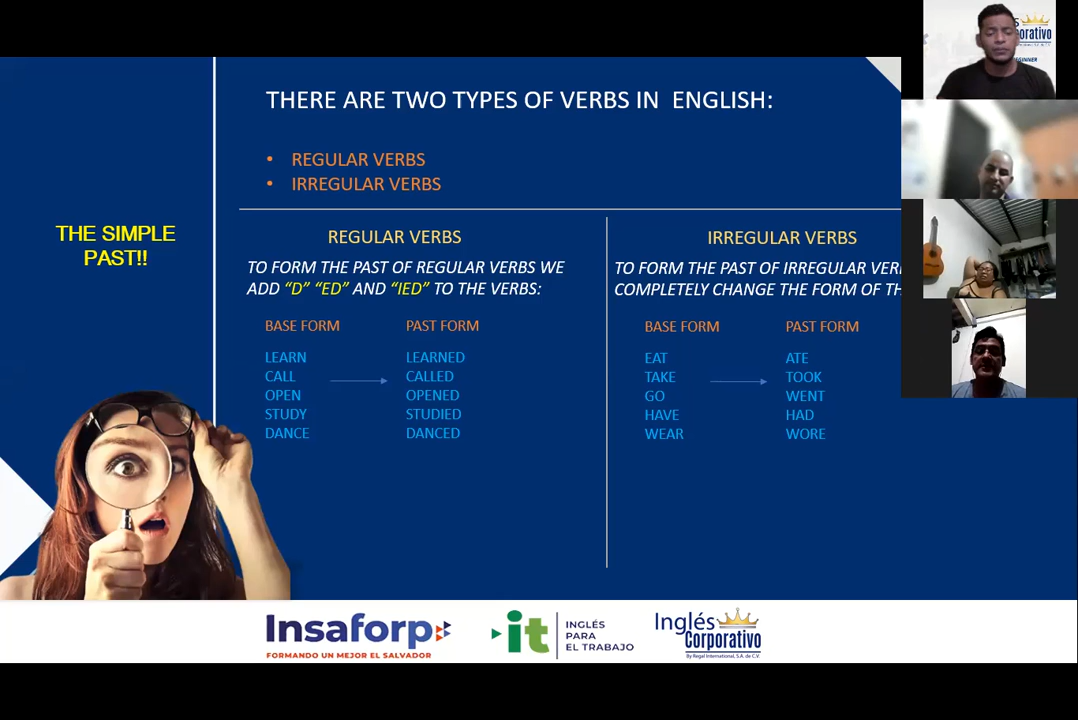 THERE ARE TWO TYPES OF VERBS IN ENGLISH:
• REGULAR VERBS
• IRREGULAR VERBS
THE SIMPLE
PAST!!
REGULAR VERBS
TO FORM THE PAST OF REGULAR VERBS WE
ADD “D” “ED” AND “IED” TO THE VERBS:
BASE FORM PAST FORM
LEARN LEARNED
CALL CALLED
OPEN OPENED
STUDY STUDIED
DANCE DANCED
IRREGULAR VERBS
TO FORM THE PAST OF IRREGULAR
COMPLETELY CHANGE THE FORM OF
BASE FORM PAST FORM
EAT ATE
TAKE TOOK
GO WENT
HAVE HAD
WEAR WORE
Insaforp
FORMANDO UN MEJOR EL SALVADOR
it
INGLÉS
PARA
EL TRABAJO
Inglés
Corporativo
By Regal International, S.A. de C.V.